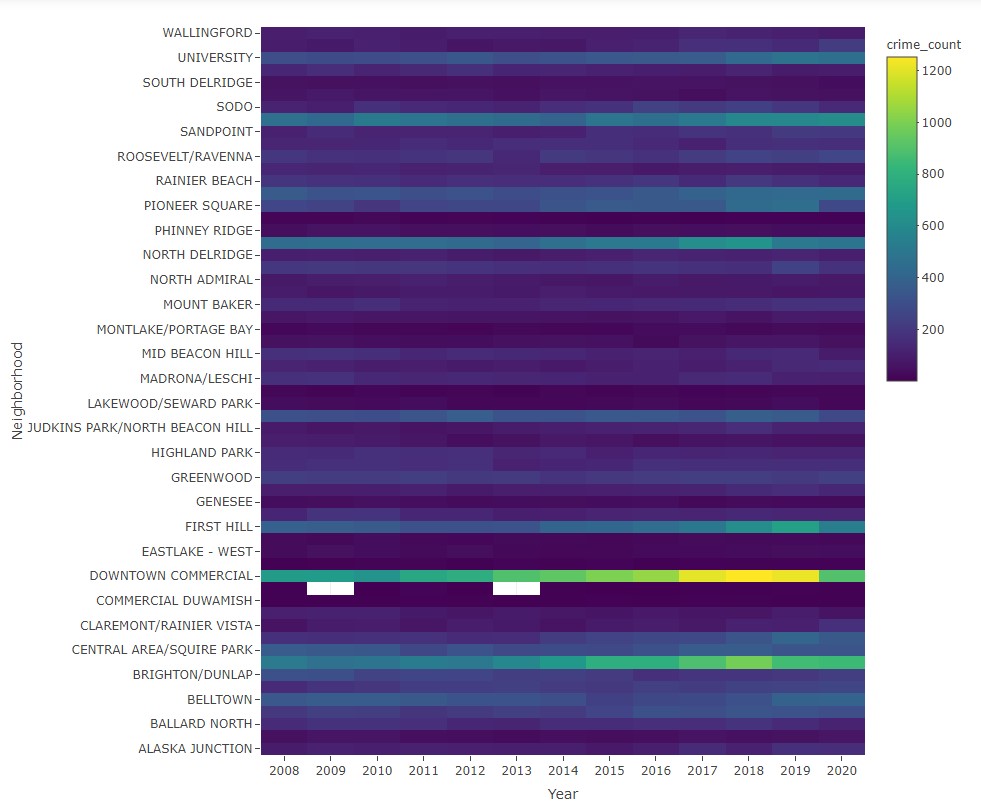 crime_count
1200
1000
800
600
400
200
Neighborhood
WALLINGFORD
UNIVERSITY
SOUTH DELRIDGE
SODO
SANDPOINT
ROOSEVELT/RAVENNA
RAINIER BEACH
PIONEER SQUARE
PHINNEY RIDGE
NORTH DELRIDGE
NORTH ADMIRAL
MOUNT BAKER
MONTLAKE/PORTAGE BAY
MID BEACON HILL
MADRONA/LESCHI
LAKEWOOD/SEWARD PARK
JUDKINS PARK/NORTH BEACON HILL
HIGHLAND PARK
GREENWOOD
GENESEE
FIRST HILL
EASTLAKE - WEST
DOWNTOWN COMMERCIAL
COMMERCIAL DUWAMISH
CLAREMONT/RAINIER VISTA
CENTRAL AREA/SQUIRE PARK
BRIGHTON/DUNLAP
BELLTOWN
BALLARD NORTH
ALASKA JUNCTION
2008 2009 2010 2011 2012 2013 2014 2015 2016 2017 2018 2019 2020
Year